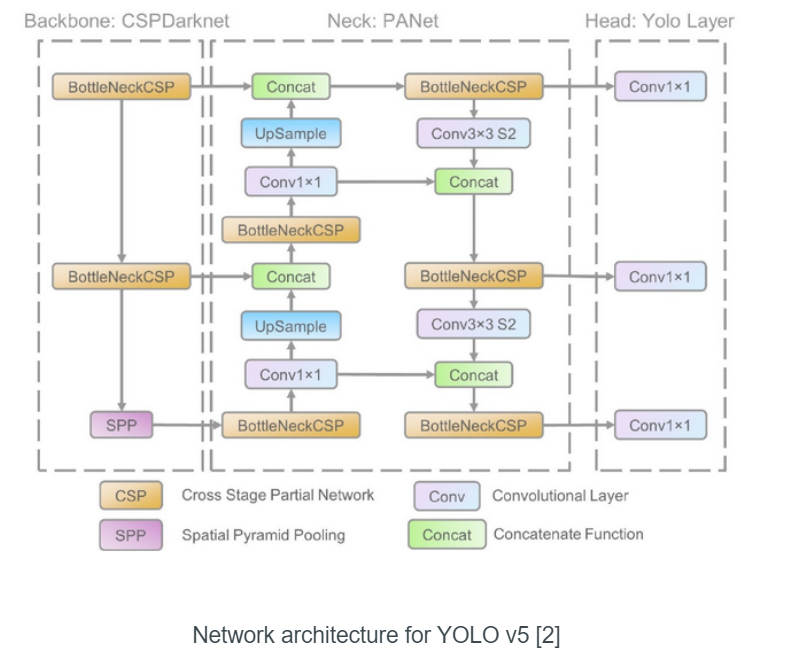 Backbone: CSPDarknet Neck: PANet Head: Yolo Layer
BottleNeckCSP Concat BottleNeckCSP Conv1×1
UpSample Conv3×3 S2
Conv1×1 Concat
BottleNeckCSP
BottleNeckCSP Concat BottleNeckCSP Conv1×1
UpSample Conv3×3 S2
Conv1×1 Concat
SPP BottleNeckCSP BottleNeckCSP Conv1×1
CSP Cross Stage Partial Network Conv Convolutional Layer
SPP Spatial Pyramid Pooling Concat Concatenate Function
Network architecture for YOLO v5 [2]